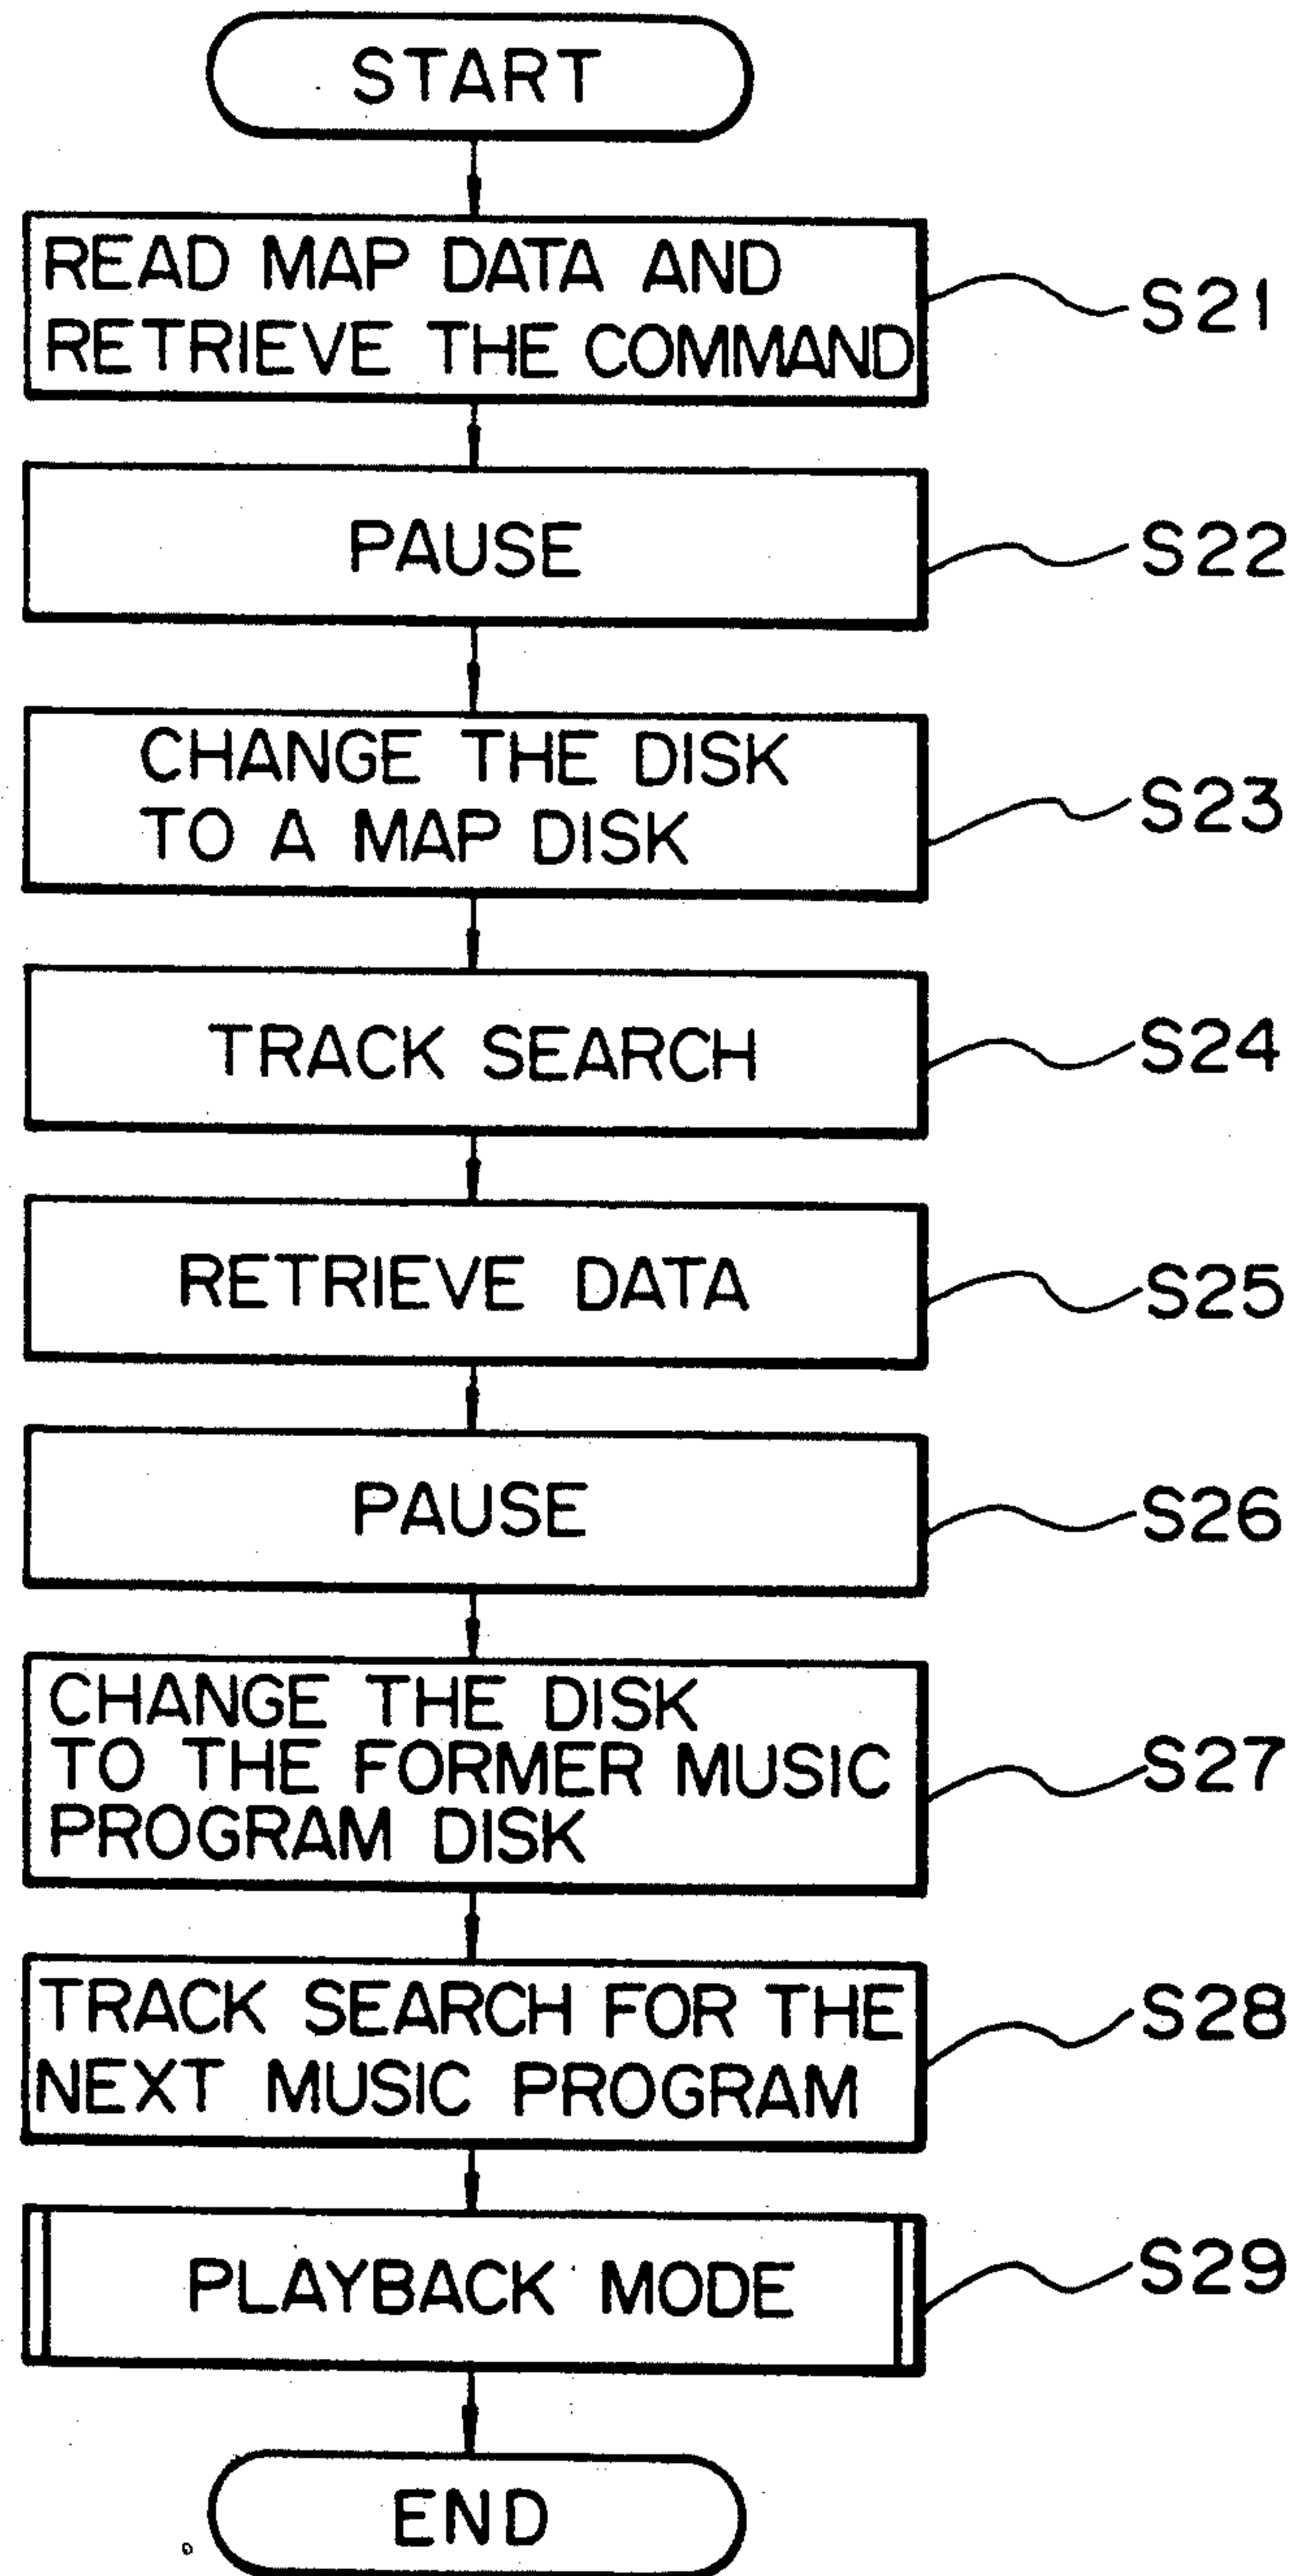 START
READ MAP DATA AND
RETRIEVE THE COMMAND
S21
PAUSE
S22
CHANGE THE DISK
TO A MAP DISK
S23
TRACK SEARCH
S24
RETRIEVE DATA
S25
PAUSE
S26
CHANGE THE DISK
TO THE FORMER MUSIC
PROGRAM DISK
S27
TRACK SEARCH FOR THE
NEXT MUSIC PROGRAM
S28
PLAYBACK MODE
S29
END